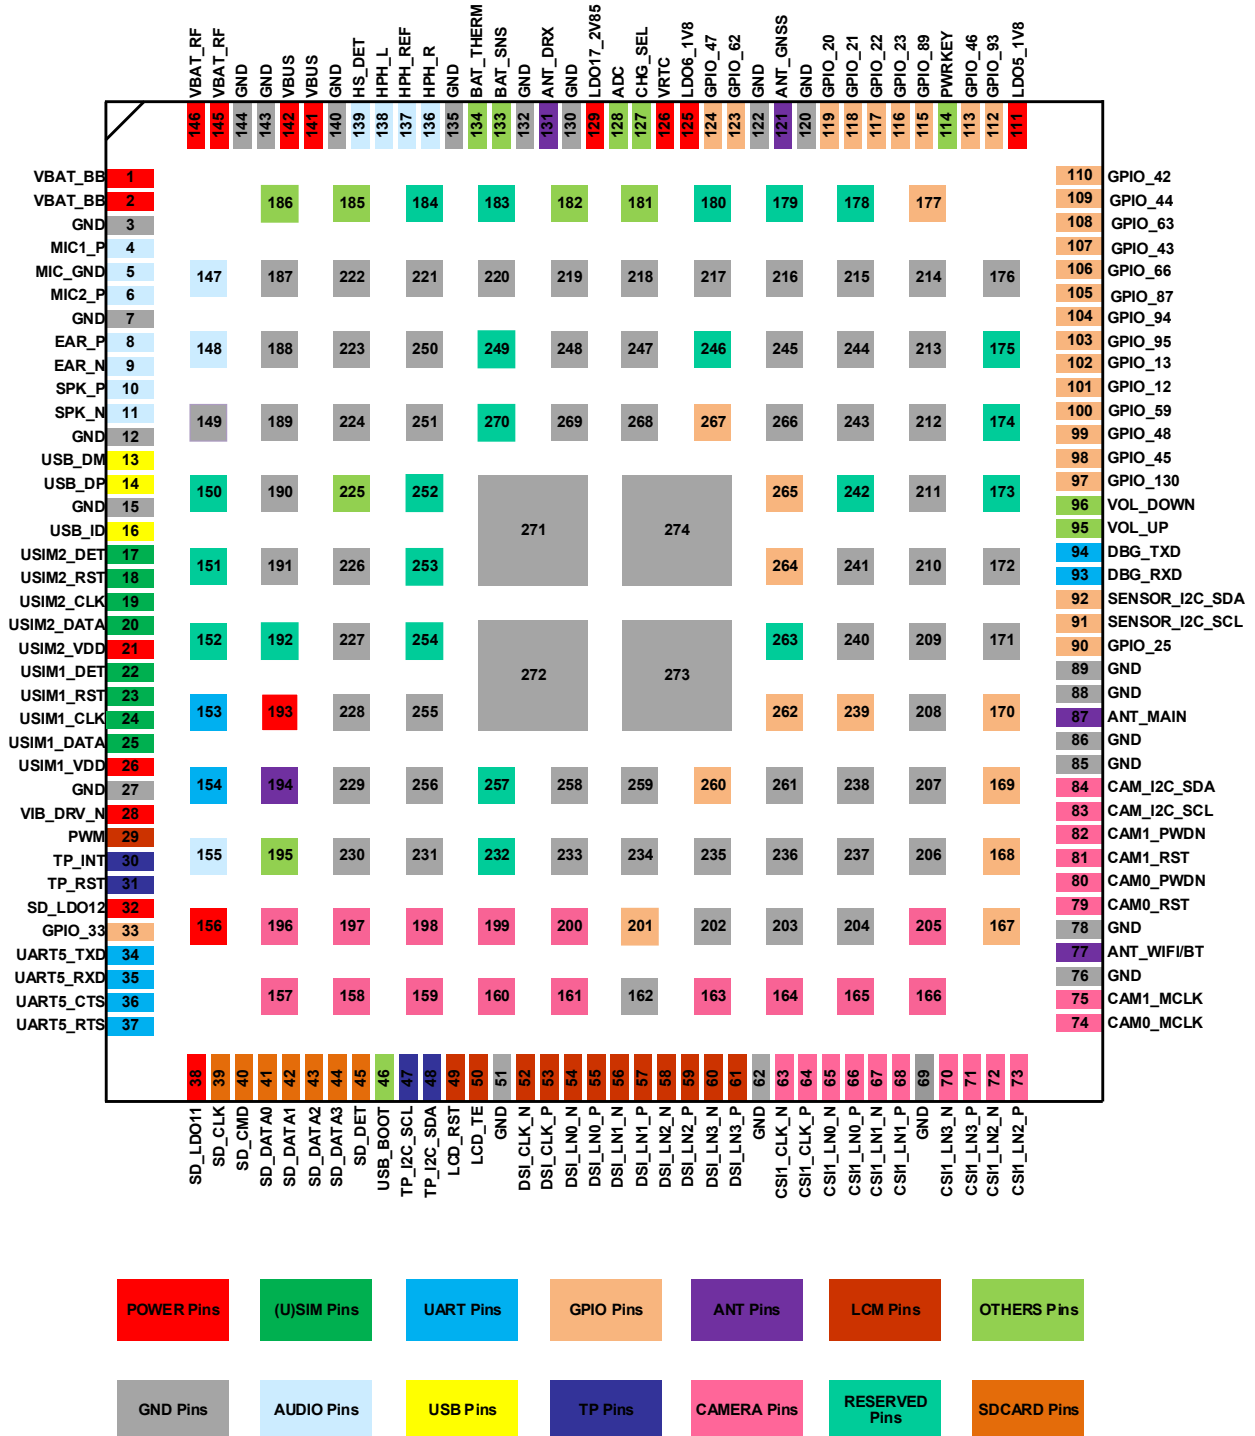 VBAT_RF
VBAT_RF
GND
GND
VBUS
VBUS
GND
HS_DET
HPH_L
HPH_REF
HPH_R
GND
BAT_THERM
BAT_SNS
GND
ANT_DRX
GND
LDO17_2V85
ADC
CHG_SEL
VRTC
LDO6_1V8
GPIO_47
GPIO_62
GND
ANT_GNSS
GND
GPIO_20
GPIO_21
GPIO_22
GPIO_23
GPIO_89
PWRKEY
GPIO_46
GPIO_93
LDO5_1V8
146 145 144 143 142 141 140 139 138 137 136 135 134 133 132 131 130 129 128 127 126 125 124 123 122 121 120 119 118 117 116 115 114 113 112 111
VBAT_BB 1
VBAT_BB 2
GND 3
MIC1_P 4
MIC_GND 5
MIC2_P 6
GND 7
EAR_P 8
EAR_N 9
SPK_P 10
SPK_N 11
GND 12
USB_DM 13
USB_DP 14
GND 15
USB_ID 16
USIM2_DET 17
USIM2_RST 18
USIM2_CLK 19
USIM2_DATA 20
USIM2_VDD 21
USIM1_DET 22
USIM1_RST 23
USIM1_CLK 24
USIM1_DATA 25
USIM1_VDD 26
GND 27
VIB_DRV_N 28
PWM 29
TP_INT 30
TP_RST 31
SD_LDO12 32
GPIO_33 33
UART5_TXD 34
UART5_RXD 35
UART5_CTS 36
UART5_RTS 37
186 185 184 183 182 181 180 179 178 177
147 187 222 221 220 219 218 217 216 215 214 176
148 188 223 250 249 248 247 246 245 244 213 175
149 189 224 251 270 269 268 267 266 243 212 174
150 190 225 252 271 274 265 242 211 173
151 191 226 253 264 241 210 172
152 192 227 254 272 273 263 240 209 171
153 193 228 255 262 239 208 170
154 194 229 256 257 258 259 260 261 238 207 169
155 195 230 231 232 233 234 235 236 237 206 168
156 196 197 198 199 200 201 202 203 204 205 167
157 158 159 160 161 162 163 164 165 166
110 GPIO_42
109 GPIO_44
108 GPIO_63
107 GPIO_43
106 GPIO_66
105 GPIO_87
104 GPIO_94
103 GPIO_95
102 GPIO_13
101 GPIO_12
100 GPIO_59
99 GPIO_48
98 GPIO_45
97 GPIO_130
96 VOL_DOWN
95 VOL_UP
94 DBG_TXD
93 DBG_RXD
92 SENSOR_I2C_SDA
91 SENSOR_I2C_SCL
90 GPIO_25
89 GND
88 GND
87 ANT_MAIN
86 GND
85 GND
84 CAM_I2C_SDA
83 CAM_I2C_SCL
82 CAM1_PWDN
81 CAM1_RST
80 CAM0_PWDN
79 CAM0_RST
78 GND
77 ANT_WIFI/BT
76 GND
75 CAM1_MCLK
74 CAM0_MCLK
38 39 40 41 42 43 44 45 46 47 48 49 50 51 52 53 54 55 56 57 58 59 60 61 62 63 64 65 66 67 68 69 70 71 72 73
SD_LDO11
SD_CLK
SD_CMD
SD_DATA0
SD_DATA1
SD_DATA2
SD_DATA3
SD_DET
USB_BOOT
TP_I2C_SCL
TP_I2C_SDA
LCD_RST
LCD_TE
GND
DSI_CLK_N
DSI_CLK_P
DSI_LN0_N
DSI_LN0_P
DSI_LN1_N
DSI_LN1_P
DSI_LN2_N
DSI_LN2_P
DSI_LN3_N
DSI_LN3_P
GND
CSI1_CLK_N
CSI1_CLK_P
CSI1_LN0_N
CSI1_LN0_P
CSI1_LN1_N
CSI1_LN1_P
GND
CSI1_LN3_N
CSI1_LN3_P
CSI1_LN2_N
CSI1_LN2_P
POWER Pins
(U)SIM Pins
UART Pins
GPIO Pins
ANT Pins
LCM Pins
OTHERS Pins
GND Pins
AUDIO Pins
USB Pins
TP Pins
CAMERA Pins
RESERVED
Pins
SDCARD Pins